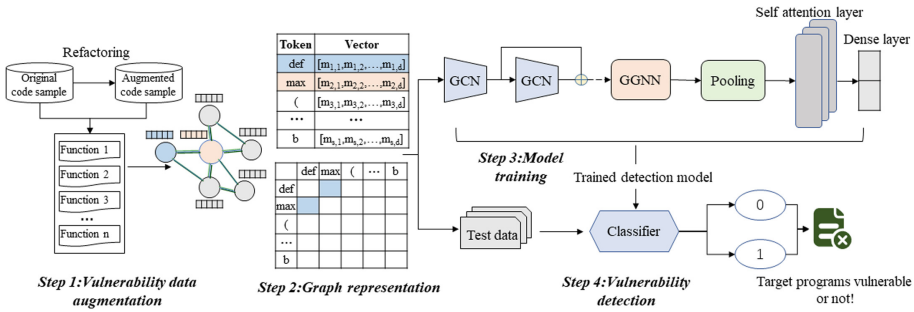 Refactoring
Original
code sample
Augmented
code sample
Function 1
Function 2
Function 3
...
Function n
Step 1:Vulnerability data
augmentation
Token Vector
def [m1,1,m1,2,...,m1,d]
max [m2,1,m2,2,...,m2,d]
( [m3,1,m3,2,...,m3,d]
... ...
b [ms,1,ms,2,...,ms,d]
def max ( ... b
def
max
(
...
b
Step 2:Graph representation
GCN
GCN
GGNN
Pooling
Self attention layer
Dense layer
Step 3:Model
training
Trained detection model
Test data
Classifier
0
1
Step 4:Vulnerability
detection
Target programs vulnerable
or not!